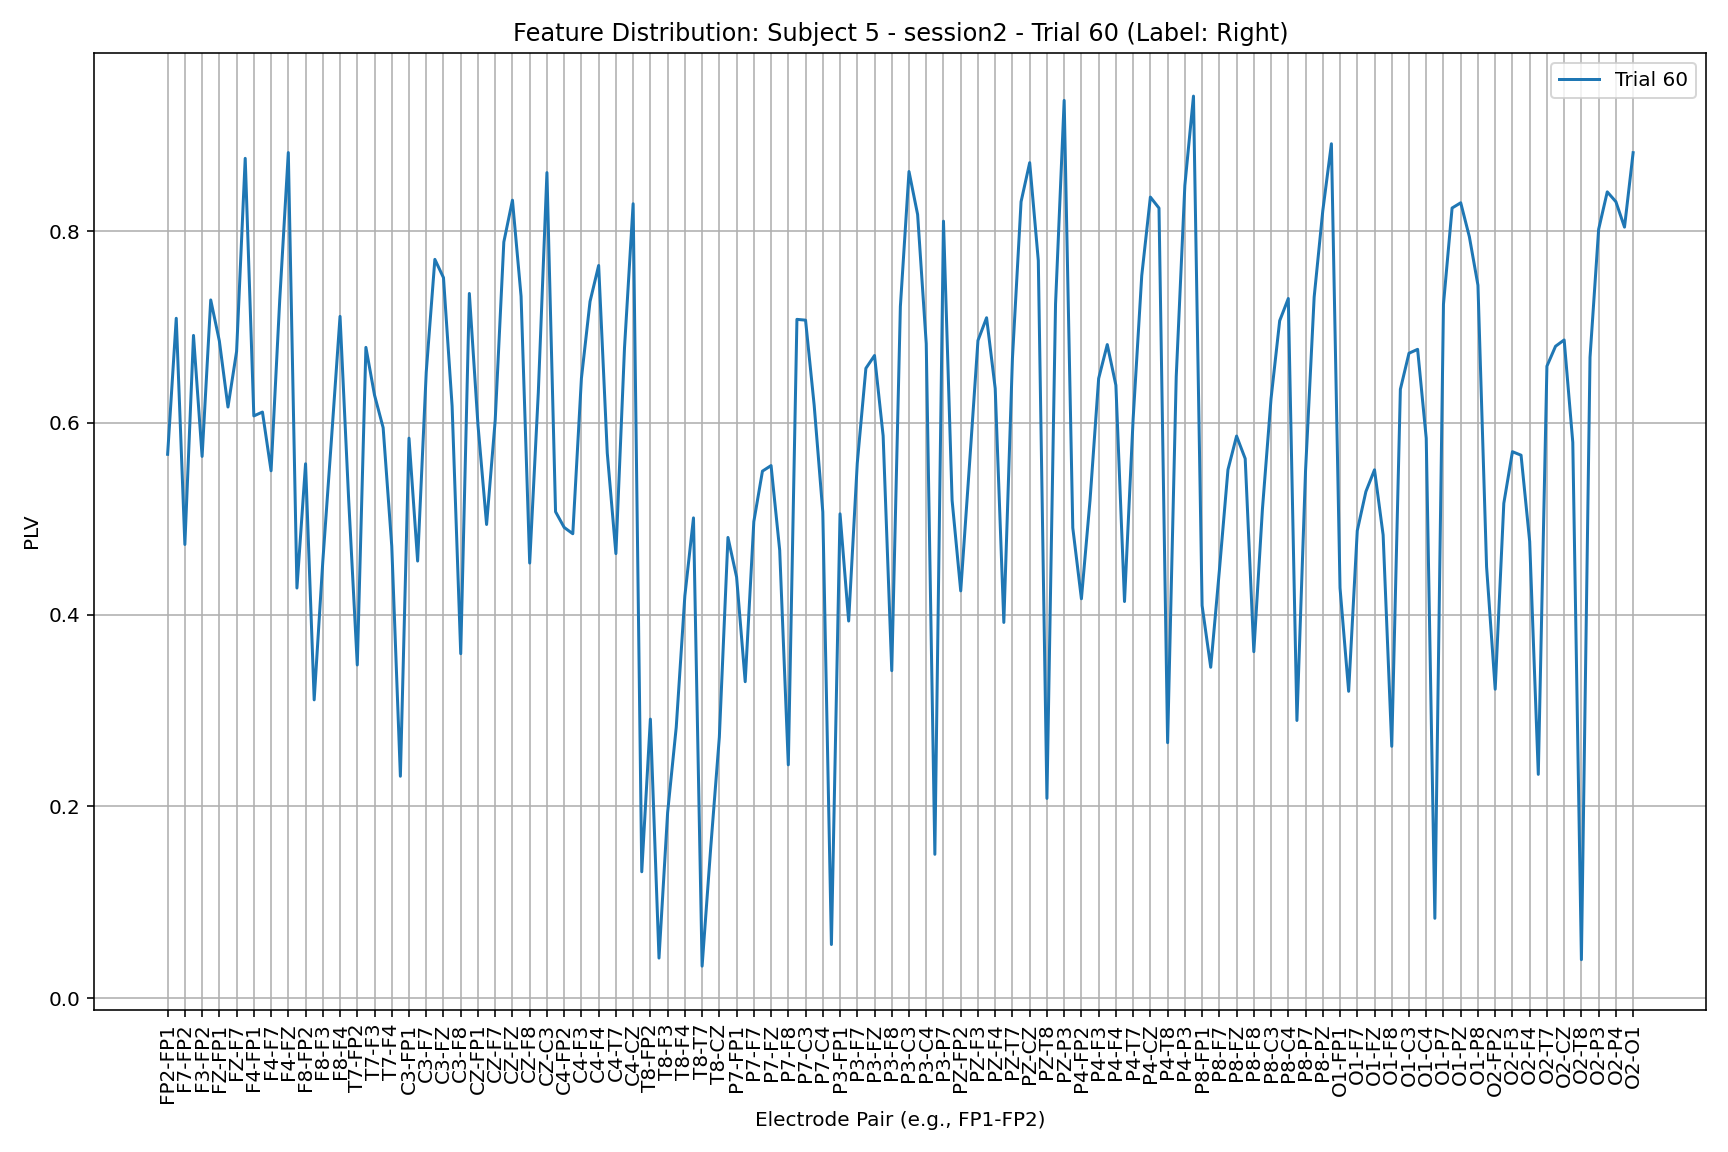 Feature Distribution: Subject 5 - session2 - Trial 60 (Label: Right)
Trial 60
PLV
0.8
0.6
0.4
0.2
0.0
FP2-FP1
F7-FP2
F3-FP2
FZ-FP1
FZ-F7
F4-FP1
F4-F7
F4-FZ
F8-FP2
F8-F3
F8-F4
T7-FP2
T7-F3
T7-F4
C3-FP1
C3-F7
C3-FZ
C3-F8
CZ-FP1
CZ-F7
CZ-FZ
CZ-F8
CZ-C3
C4-FP2
C4-F3
C4-F4
C4-T7
C4-CZ
T8-FP2
T8-F3
T8-F4
T8-T7
T8-CZ
P7-FP1
P7-F7
P7-FZ
P7-F8
P7-C3
P7-C4
P3-FP1
P3-F7
P3-FZ
P3-F8
P3-C3
P3-C4
P3-P7
PZ-FP2
PZ-F3
PZ-F4
PZ-T7
PZ-CZ
PZ-T8
PZ-P3
P4-FP2
P4-F3
P4-F4
P4-T7
P4-CZ
P4-T8
P4-P3
P8-FP1
P8-F7
P8-FZ
P8-F8
P8-C3
P8-C4
P8-P7
P8-PZ
O1-FP1
O1-F7
O1-FZ
O1-F8
O1-C3
O1-C4
O1-P7
O1-PZ
O1-P8
O2-FP2
O2-F3
O2-F4
O2-T7
O2-CZ
O2-T8
O2-P3
O2-P4
O2-O1
Electrode Pair (e.g., FP1-FP2)